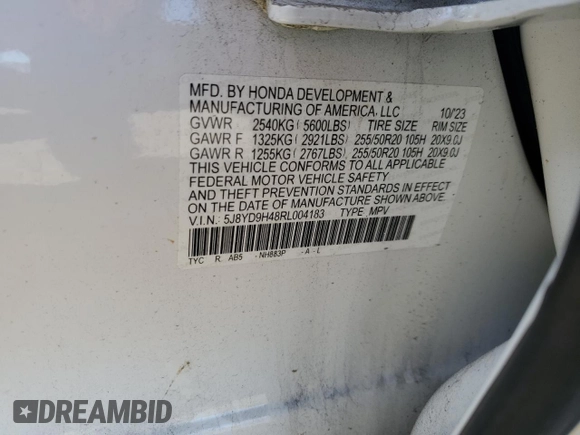 MFD. BY HONDA DEVELOPMENT &
MANUFACTURING OF AMERICA, LLC 10/'23
GVWR 2540KG (5600LBS) TIRE SIZE RIM SIZE
GAWR F 1325KG (2921LBS) 255/50R20 105H 20X9.0J
GAWR R 1255KG (2767LBS) 255/50R20 105H 20X9.0J
THIS VEHICLE CONFORMS TO ALL APPLICABLE
FEDERAL MOTOR VEHICLE SAFETY
AND THEFT PREVENTION STANDARDS IN EFFECT
ON THE DATE OF MANUFACTURE SHOWN ABOVE.
V.I.N.: 5J8YD9H48RL004183 TYPE MPV
TYC R. AB5 -NH883P -A -L
DREAMBID